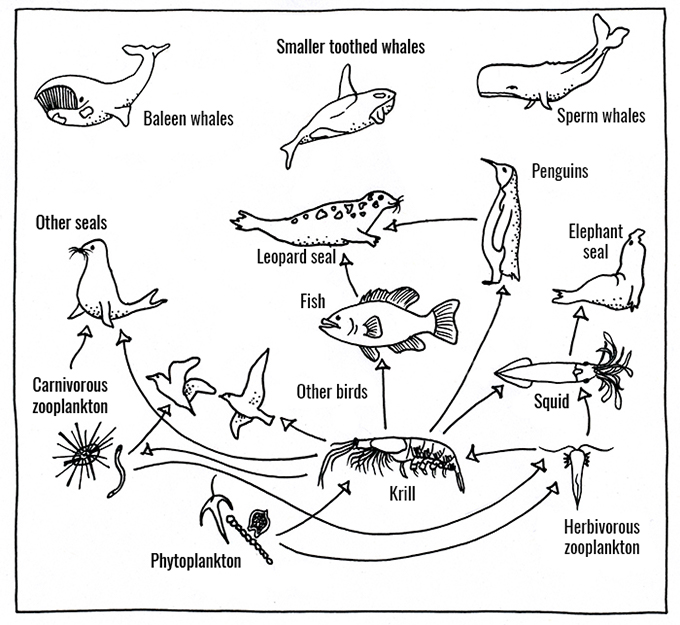 Smaller toothed whales
Baleen whales
Sperm whales
Penguins
Other seals
Elephant
seal
Leopard seal
Fish
Carnivorous
zooplankton
Other birds
Squid
Krill
Herbivorous
zooplankton
Phytoplankton